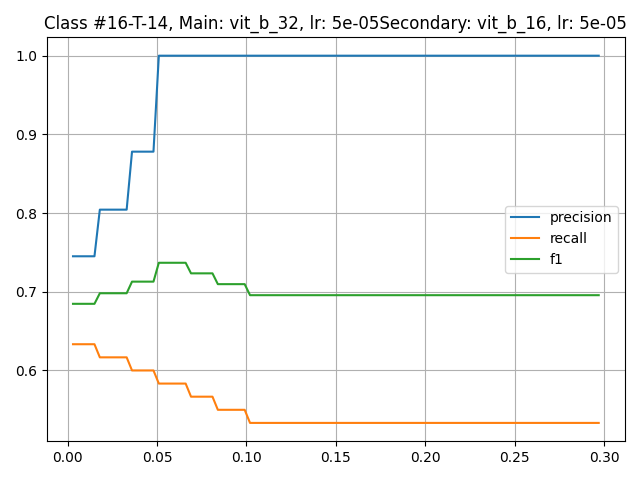 Class #16-T-14, Main: vit_b_32, lr: 5e-05Secondary: vit_b_16, lr: 5e-05
1.0
0.9
0.8
0.7
0.6
precision
recall
f1
0.00 0.05 0.10 0.15 0.20 0.25 0.30